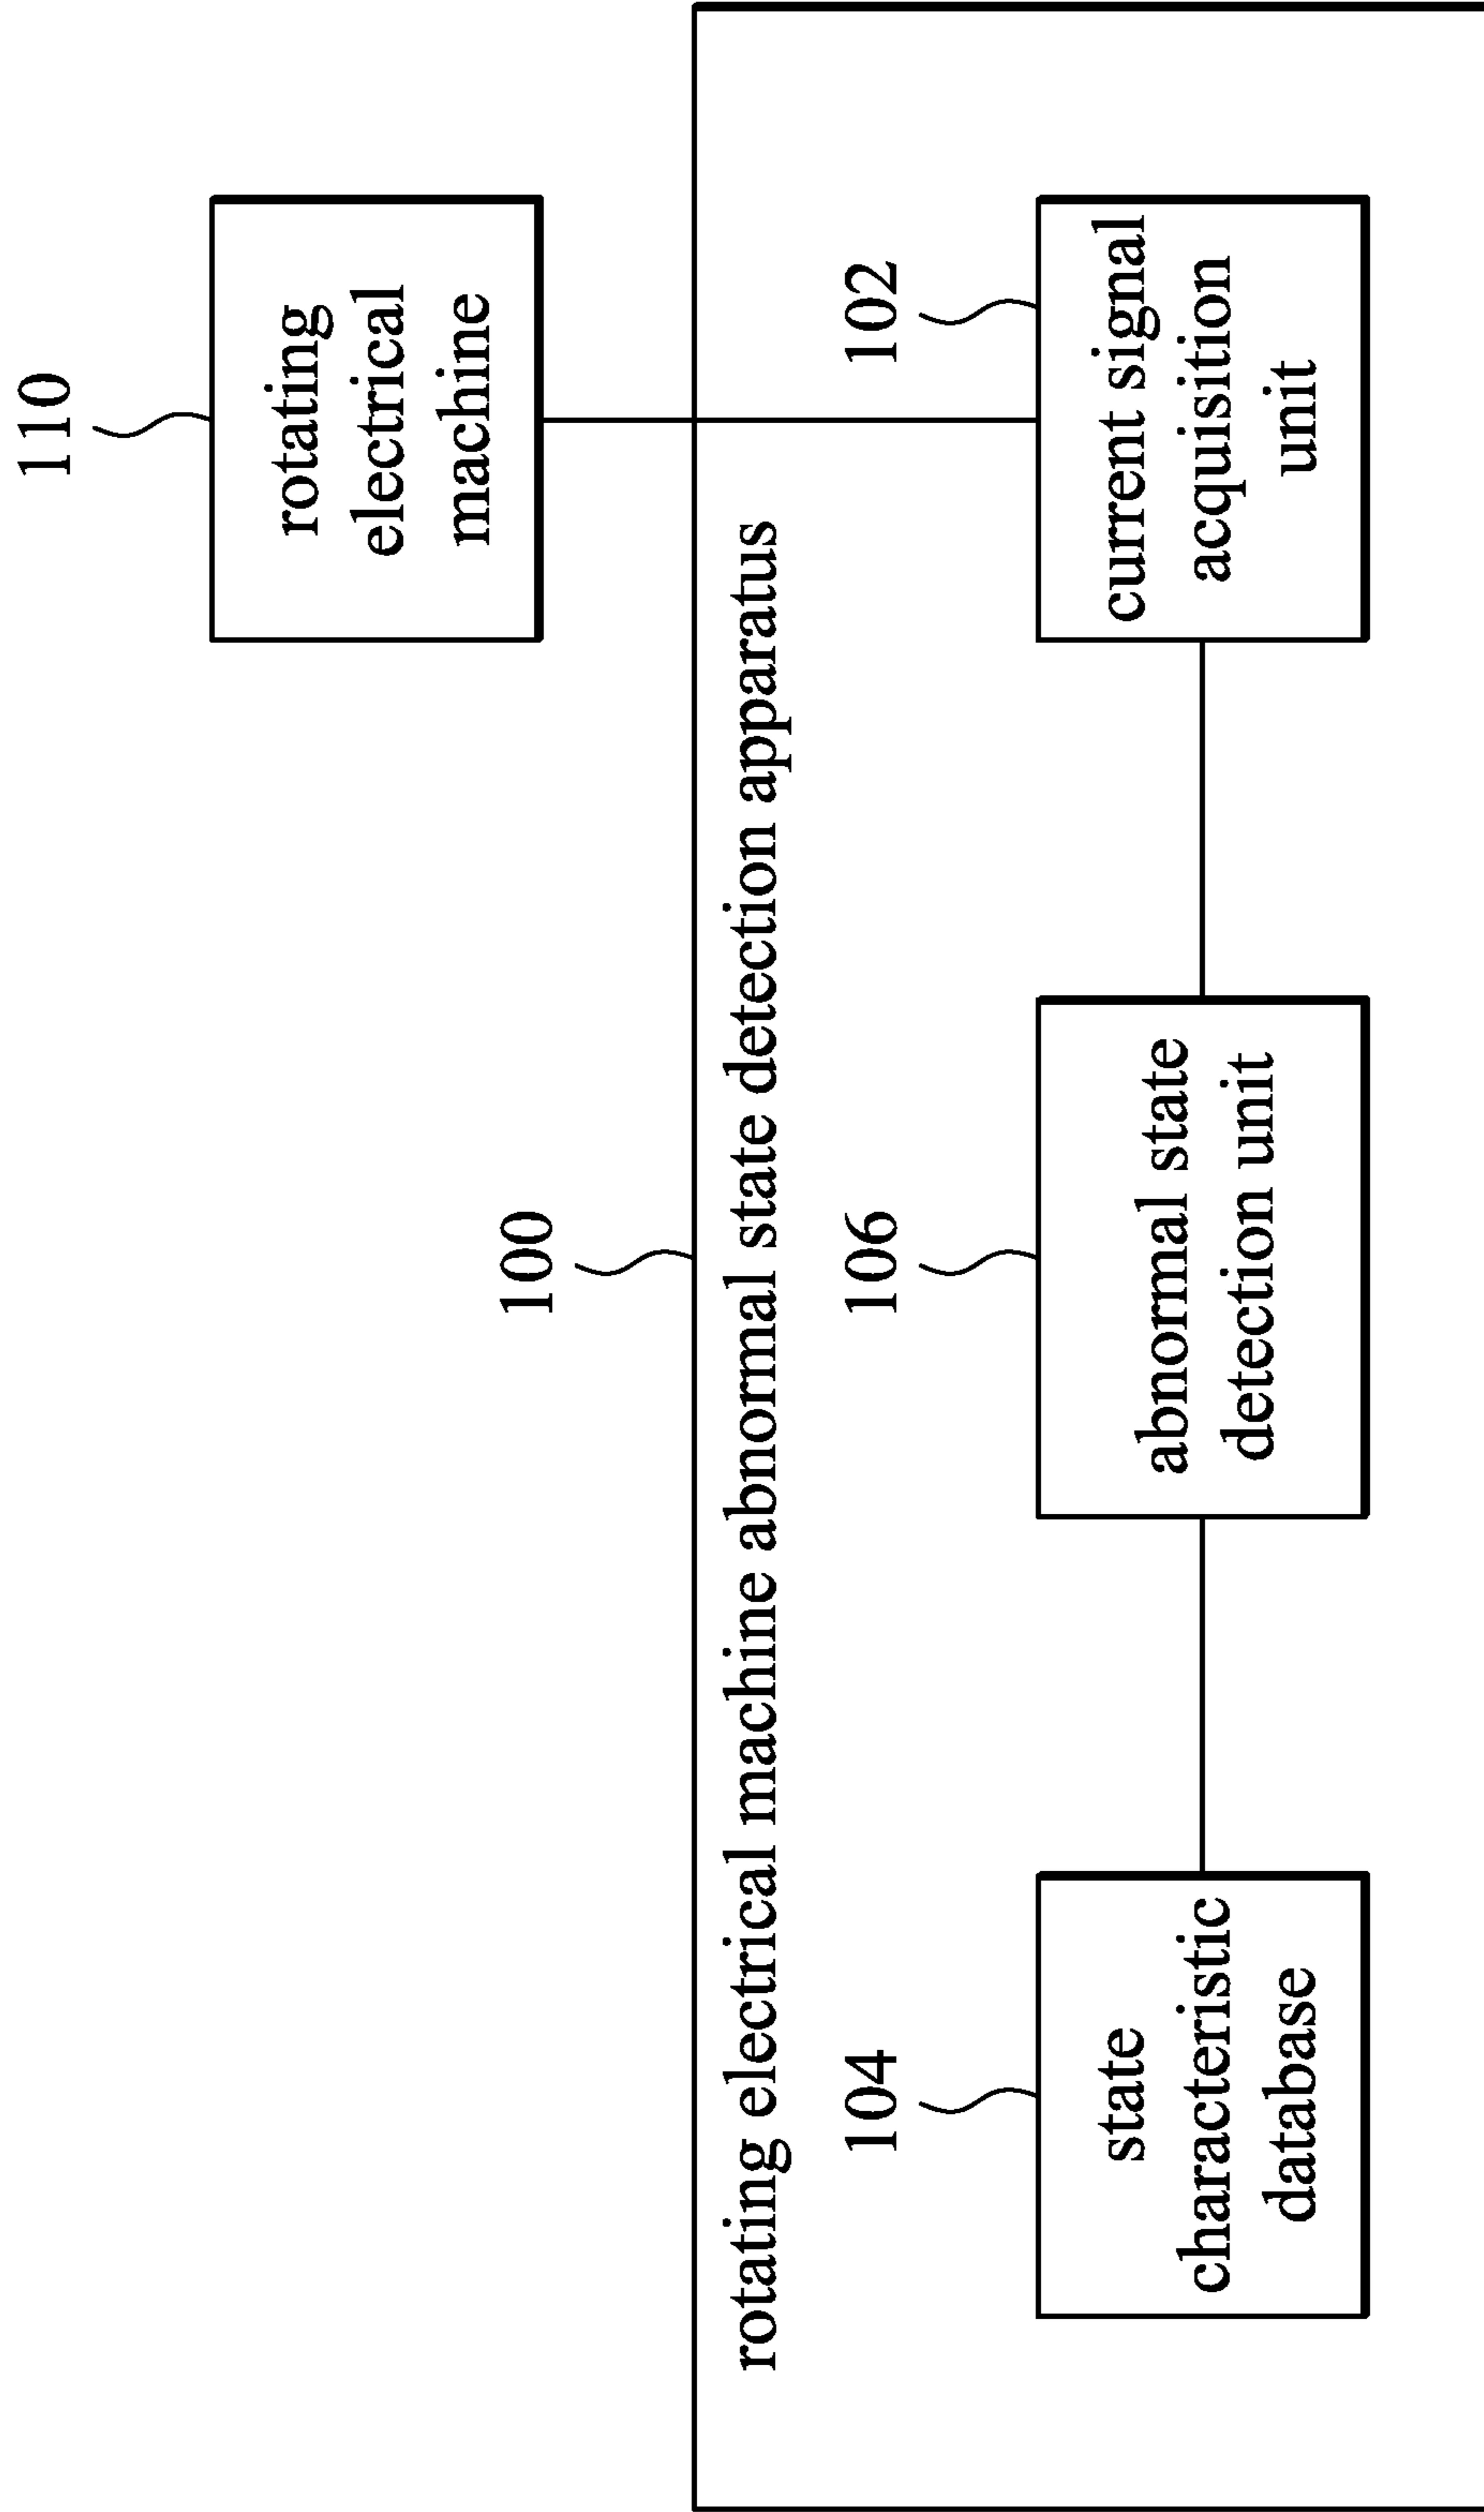 110
rotating
electrical
machine
100
rotating electrical machine abnormal state detection apparatus
104
106
102
state
characteristic
database
abnormal state
detection unit
current signal
acquisition
unit